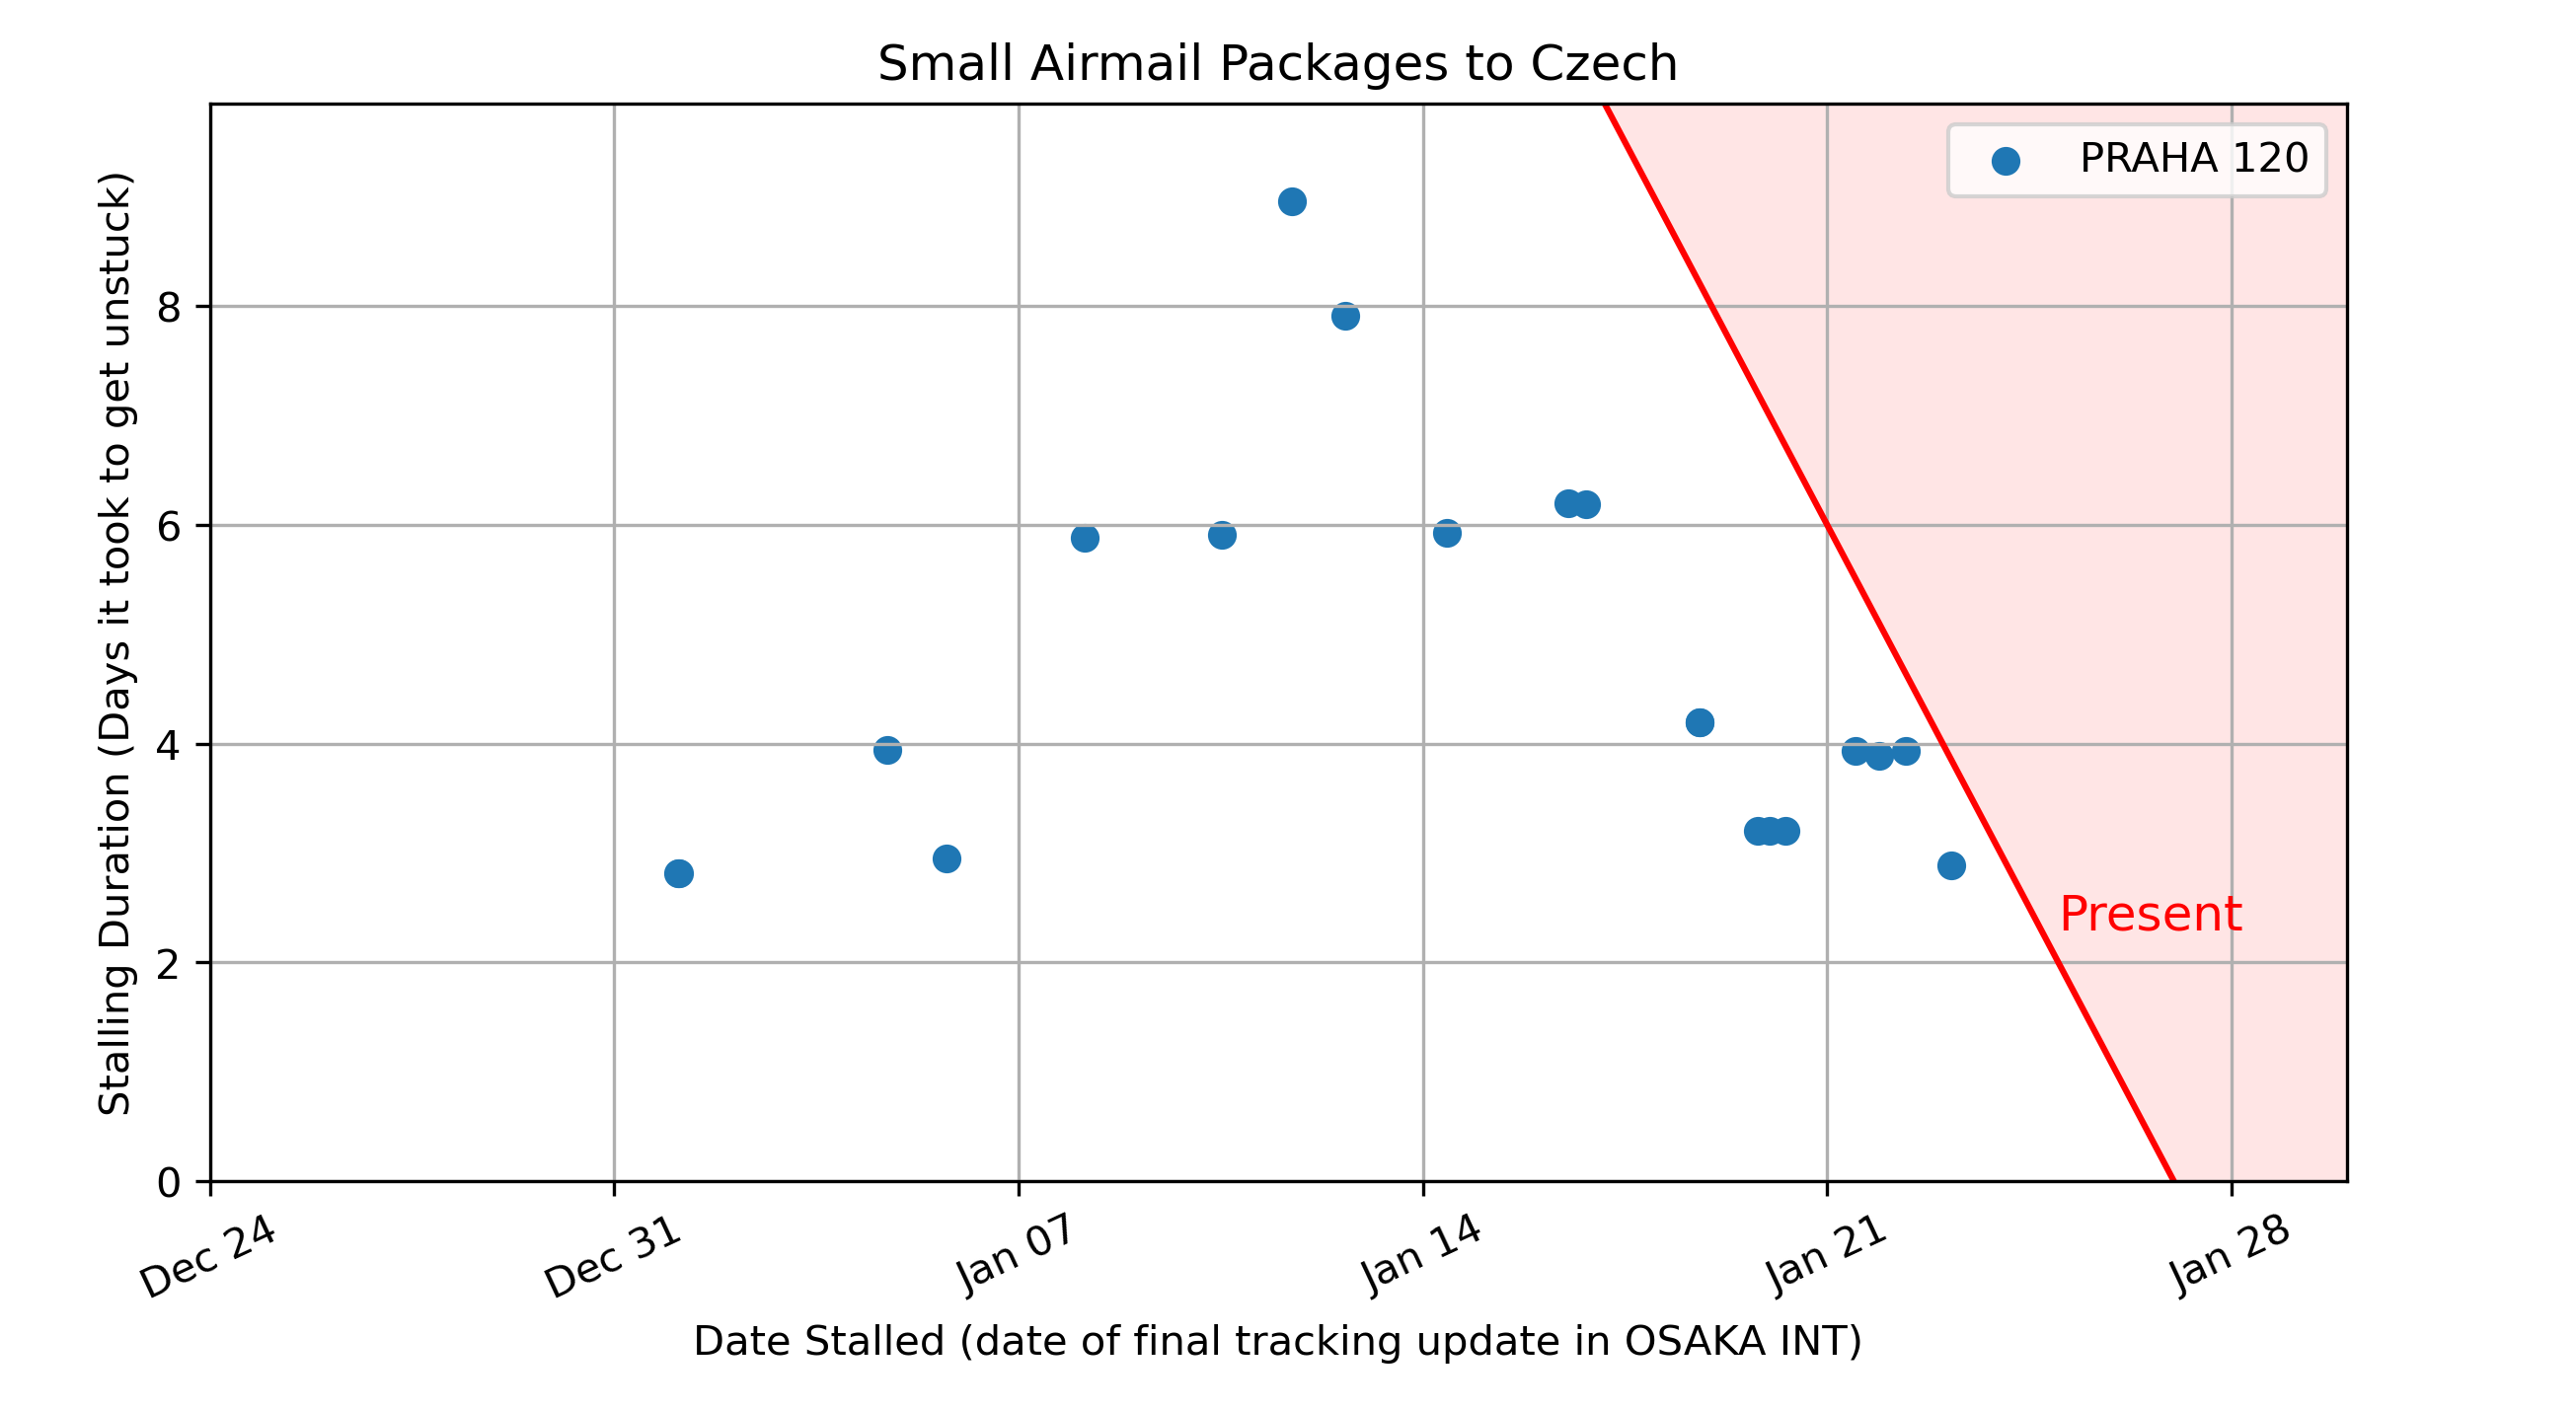 Small Airmail Packages to Czech
PRAHA 120
Stalling Duration (Days it took to get unstuck)
8
6
4
2
0
Present
Dec 24
Dec 31
Jan 07
Jan 14
Jan 21
Jan 28
Date Stalled (date of final tracking update in OSAKA INT)